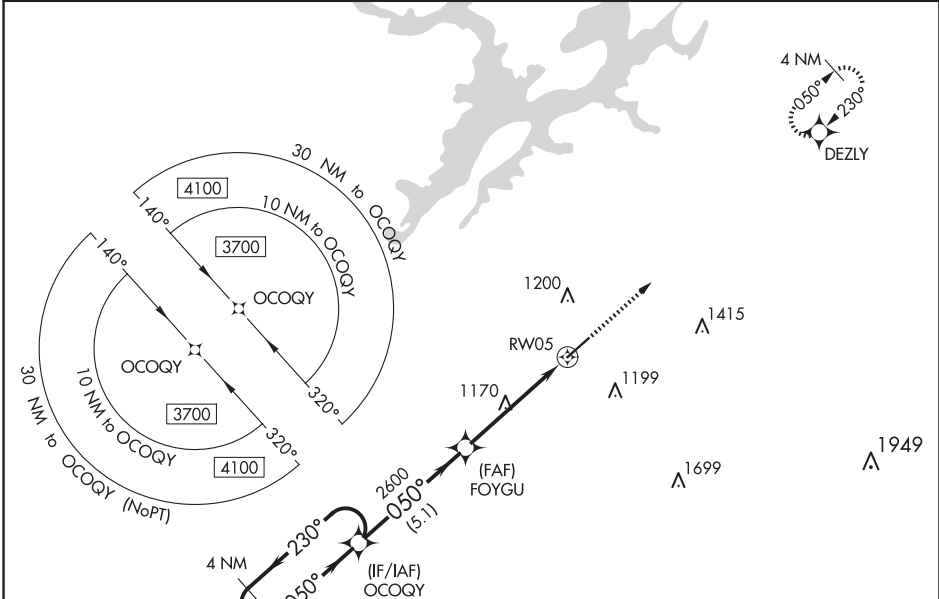 4 NM
050°
230°
DEZLY
30 NM to OCOQY
4100
140°
10 NM to OCOQY
3700
OCOQY
320°
140°
OCOQY
10 NM to OCOQY
3700
320°
4100
30 NM to OCOQY (NoPT)
1200
1415
RW05
1199
1170
1949
1699
(FAF)
FOYGU
2600
050°
(5.1)
230°
4 NM
050°
(IF/IAF)
OCOQY